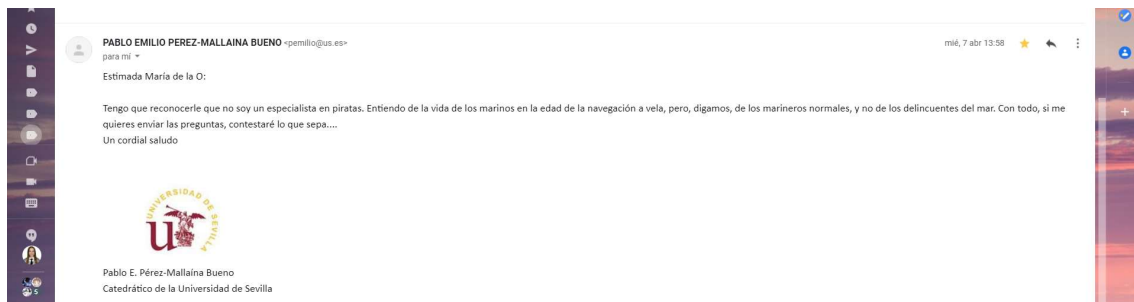 PABLO EMILIO PEREZ-MALLAINA BUENO <pemilio@us.es>
mié, 7 abr 13:58
para mí
Estimada María de la O:
Tengo que reconocerle que no soy un especialista en piratas. Entiendo de la vida de los marinos en la edad de la navegación a vela, pero, digamos, de los marineros normales, y no de los delincuentes del mar. Con todo, si me
quieres enviar las preguntas, contestaré lo que sepa....
Un cordial saludo
UNIVERSIDAD DE SEVILLA
u
Pablo E. Pérez-Mallaína Bueno
Catedrático de la Universidad de Sevilla